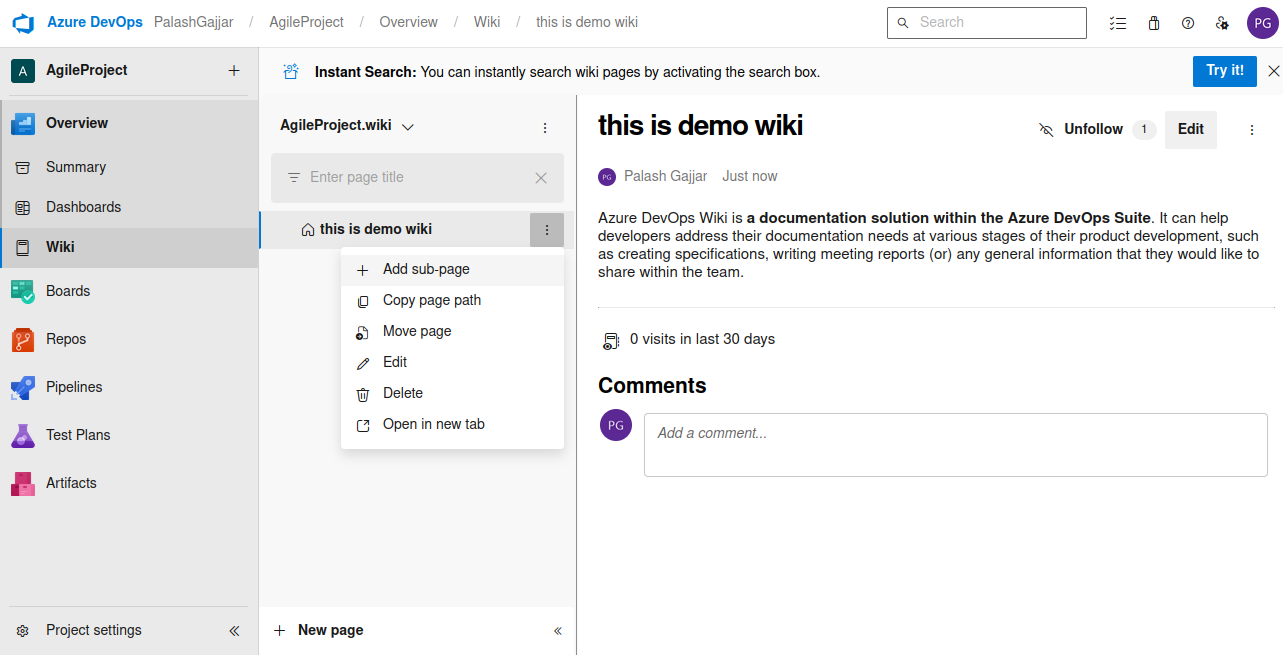 Azure DevOps PalashGajjar / AgileProject / Overview / Wiki / this is demo wiki
Search
PG
A AgileProject
Overview
Summary
Dashboards
Wiki
Boards
Repos
Pipelines
Test Plans
Artifacts
Project settings
Instant Search: You can instantly search wiki pages by activating the search box.
Try it!
AgileProject.wiki
Enter page title
this is demo wiki
Add sub-page
Copy page path
Move page
Edit
Delete
Open in new tab
New page
this is demo wiki
Unfollow 1
Edit
PG Palash Gajjar Just now
Azure DevOps Wiki is a documentation solution within the Azure DevOps Suite. It can help
developers address their documentation needs at various stages of their product development, such
as creating specifications, writing meeting reports (or) any general information that they would like to
share within the team.
0 visits in last 30 days
Comments
PG
Add a comment...